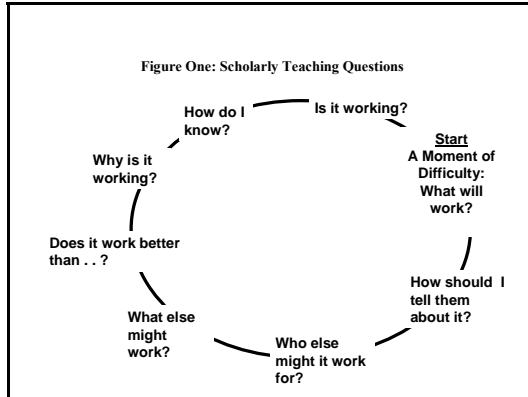 Figure One: Scholarly Teaching Questions
Is it working?
How do I
know?
Start
A Moment of
Difficulty:
What will
work?
Why is it
working?
Does it work better
than . . ?
How should I
tell them
about it?
What else
might
work?
Who else
might it work
for?